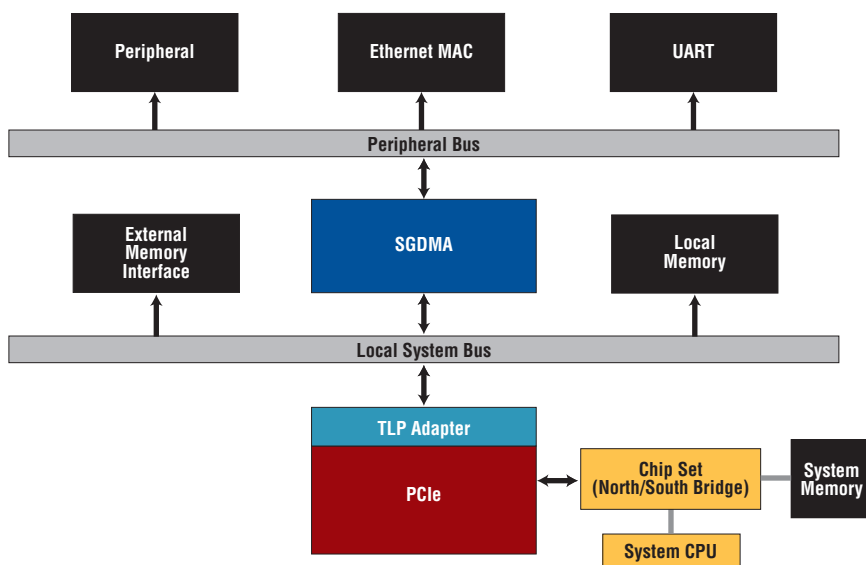 Peripheral
Ethernet MAC
UART
Peripheral Bus
External
Memory
Interface
SGDMA
Local
Memory
Local System Bus
TLP Adapter
PCIe
Chip Set
(North/South Bridge)
System
Memory
System CPU